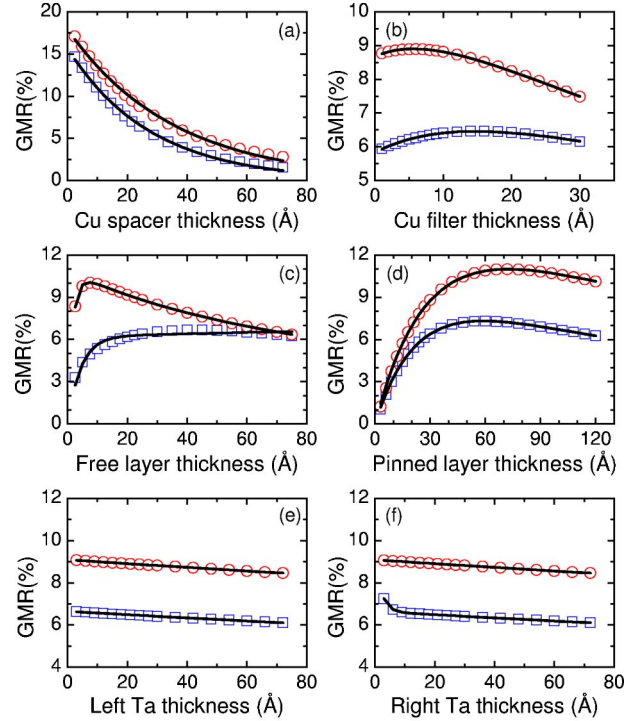 (a) (b)
GMR(%) 20 15 10 5 0 GMR(%) 10 9 8 7 6 5
0 20 40 60 80 0 10 20 30
Cu spacer thickness (Å) Cu filter thickness (Å)
(c) (d)
GMR(%) 12 9 6 3 0 GMR(%) 12 9 6 3 0
0 20 40 60 80 0 30 60 90 120
Free layer thickness (Å) Pinned layer thickness (Å)
(e) (f)
GMR(%) 12 10 8 6 4 GMR(%) 12 10 8 6 4
0 20 40 60 80 0 20 40 60 80
Left Ta thickness (Å) Right Ta thickness (Å)